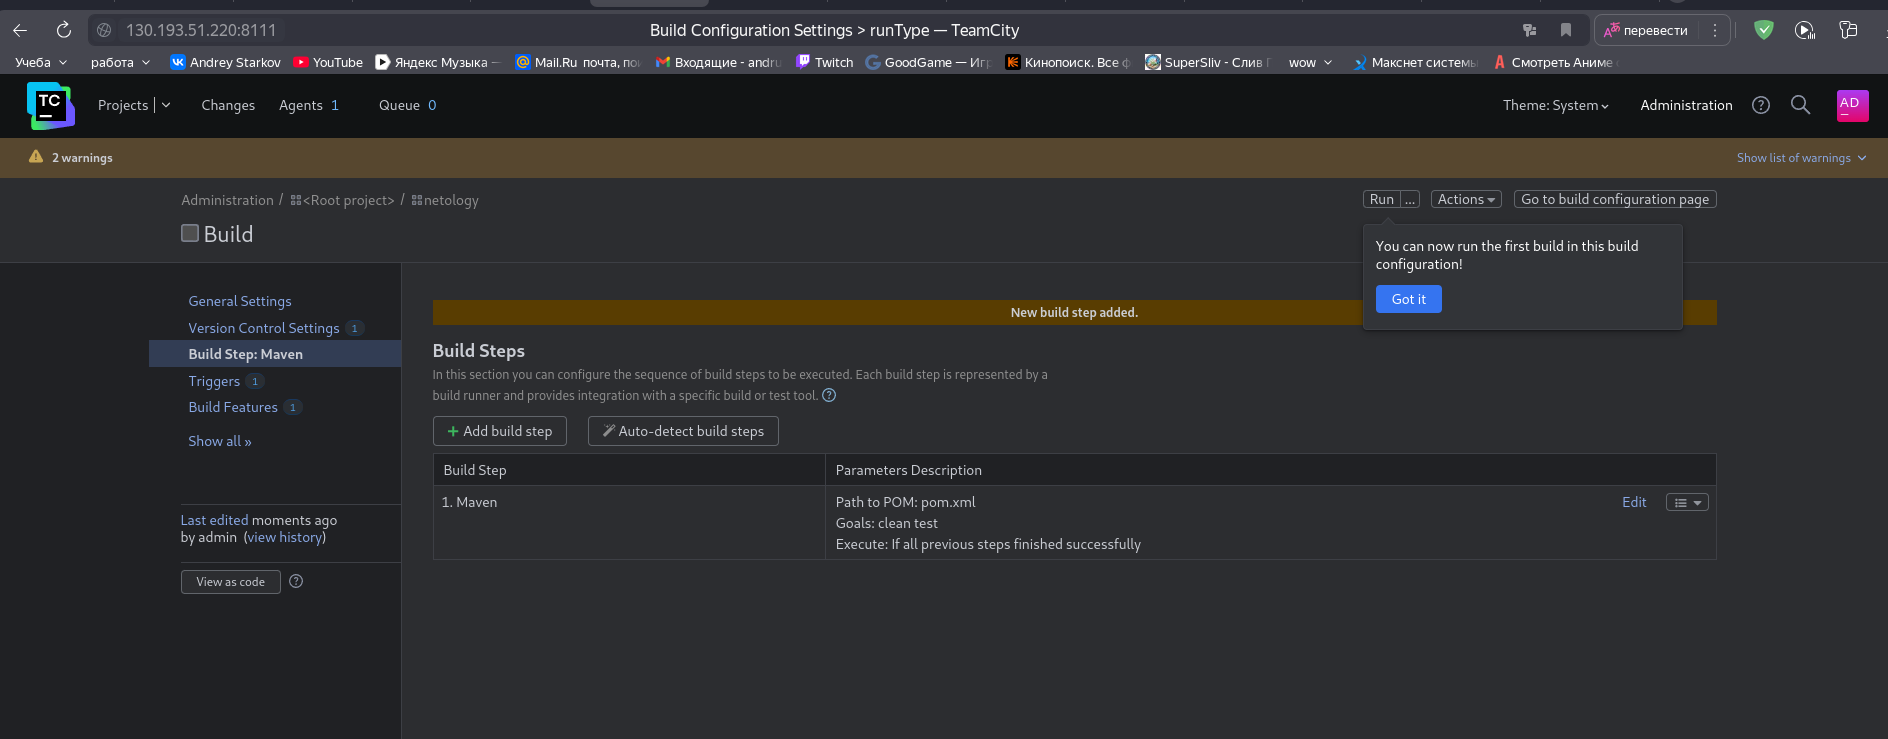 130.193.51.220:8111 Build Configuration Settings > runType — TeamCity перевести
Учеба работа Andrey Starkov YouTube Яндекс Музыка — Mail.Ru почта, пои Входящие - andru Twitch GoodGame — Игр Кинопоиск. Все ф SuperSliv - Слив Г wow Макснет системы Смотреть Аниме
TC Projects Changes Agents 1 Queue 0 Theme: System Administration AD
2 warnings Show list of warnings
Administration / <Root project> / netology Run ... Actions Go to build configuration page
Build
You can now run the first build in this build
configuration!
Got it
General Settings
Version Control Settings 1
Build Step: Maven
Triggers 1
Build Features 1
Show all »
Last edited moments ago
by admin (view history)
View as code
New build step added.
Build Steps
In this section you can configure the sequence of build steps to be executed. Each build step is represented by a
build runner and provides integration with a specific build or test tool.
+ Add build step Auto-detect build steps
Build Step Parameters Description
1. Maven Path to POM: pom.xml Edit
Goals: clean test
Execute: If all previous steps finished successfully